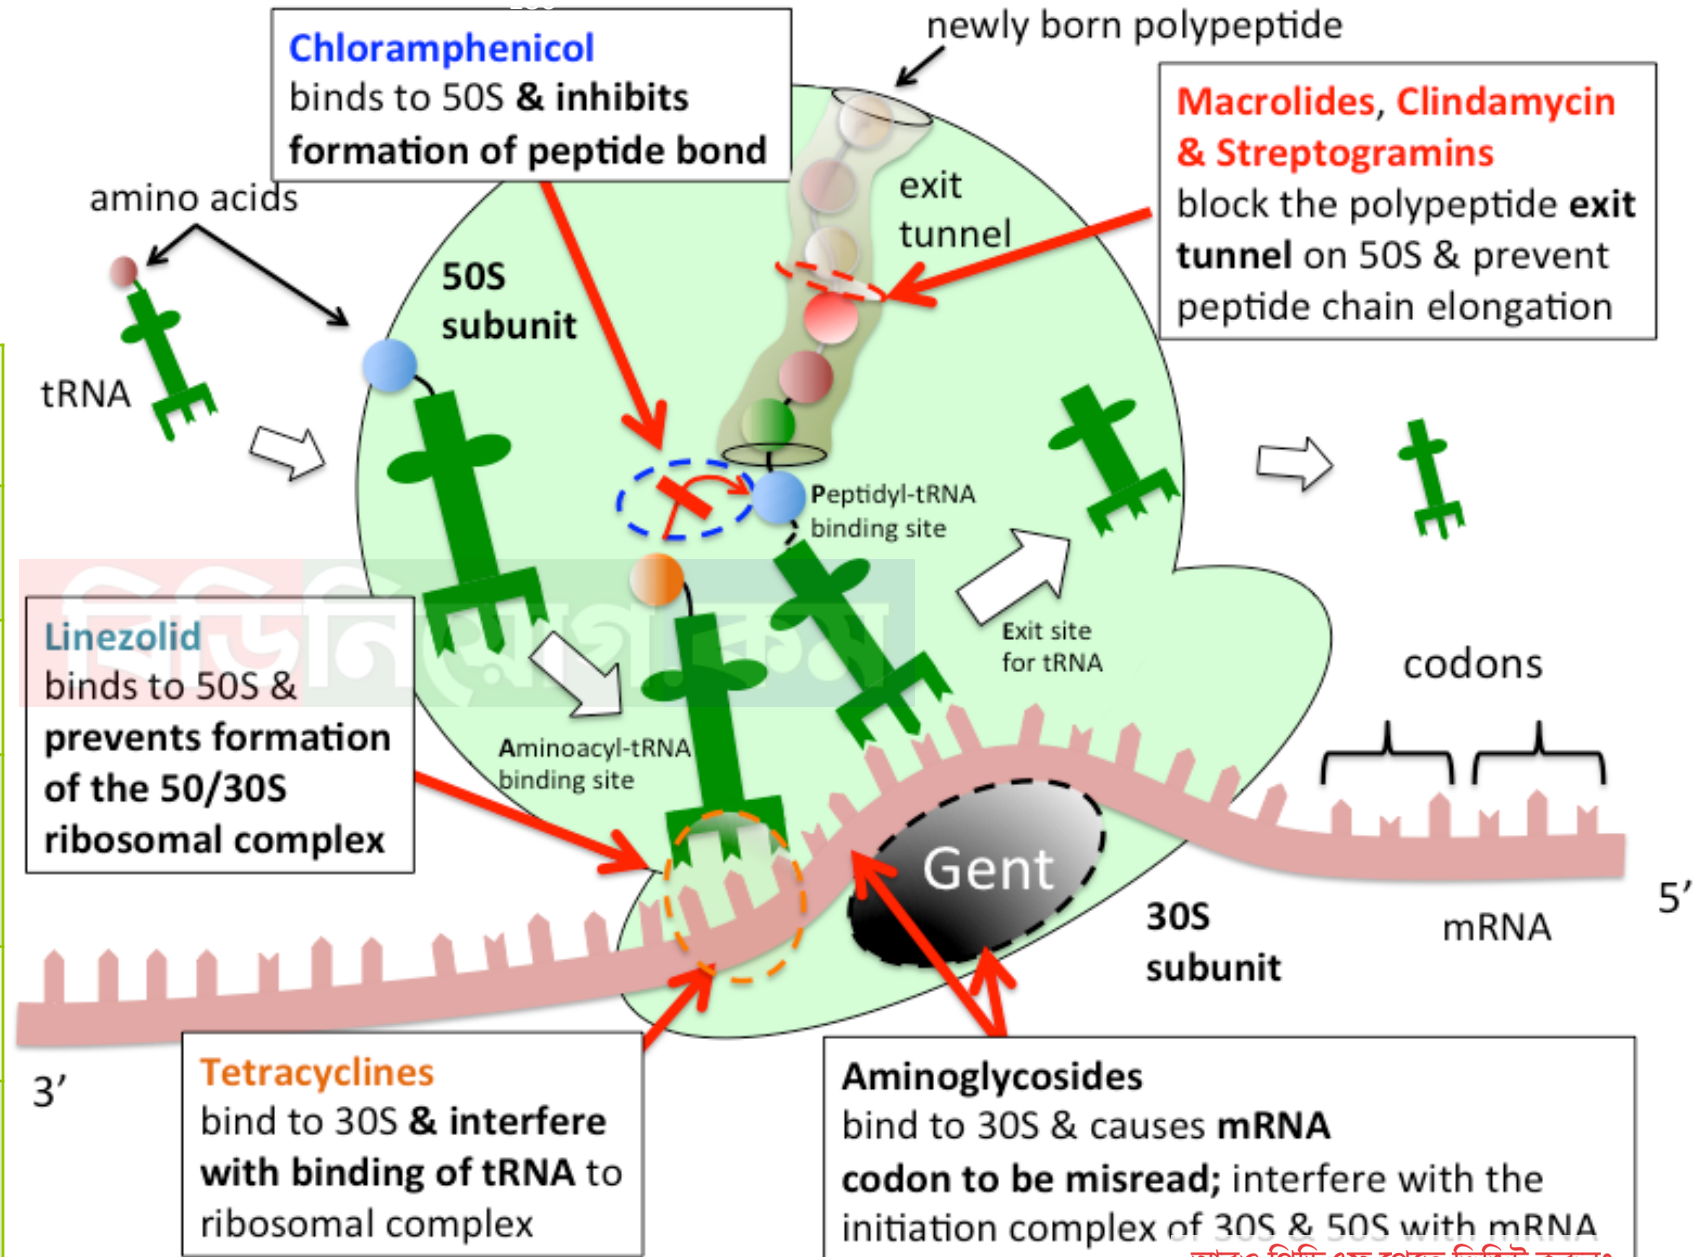 newly born polypeptide
Chloramphenicol
binds to 50S & inhibits
formation of peptide bond
Macrolides, Clindamycin
& Streptogramins
block the polypeptide exit
tunnel on 50S & prevent
peptide chain elongation
amino acids
exit
tunnel
50S
subunit
tRNA
Peptidyl-tRNA
binding site
বিডিনিয়োগ কম
Linezolid
binds to 50S &
prevents formation
of the 50/30S
ribosomal complex
Exit site
for tRNA
codons
Aminoacyl-tRNA
binding site
Gent
30S
subunit
mRNA
5’
3’
Tetracyclines
bind to 30S & interfere
with binding of tRNA to
ribosomal complex
Aminoglycosides
bind to 30S & causes mRNA
codon to be misread; interfere with the
initiation complex of 30S & 50S with mRNA